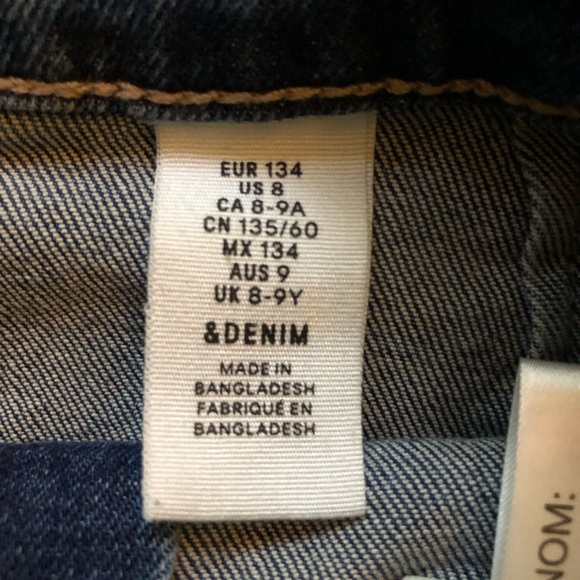 EUR 134
US 8
CA 8-9A
CN 135/60
MX 134
AUS 9
UK 8-9Y
&DENIM
MADE IN
BANGLADESH
FABRIQUÉ EN
BANGLADESH
NOM: